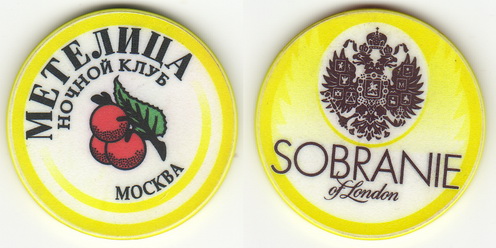 МЕТЕЛИЦА
НОЧНОЙ КЛУБ
МОСКВА
SOBRANIE
of London